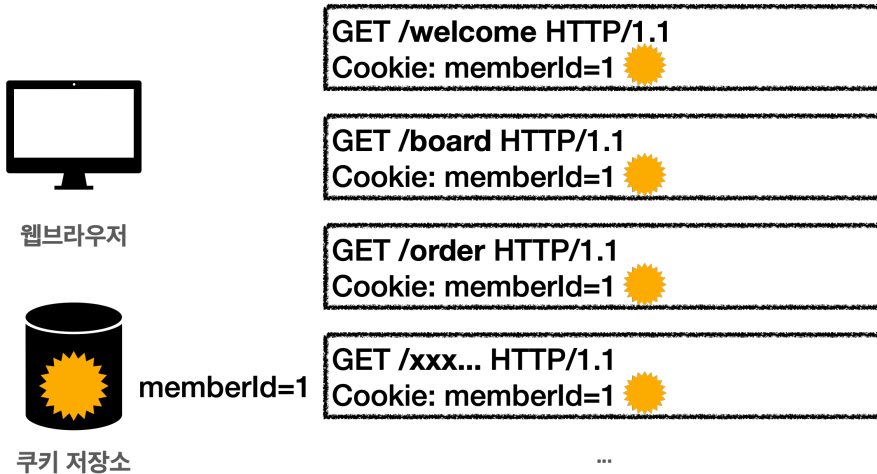 GET /welcome HTTP/1.1
Cookie: memberId=1
GET /board HTTP/1.1
Cookie: memberId=1
웹브라우저
GET /order HTTP/1.1
Cookie: memberId=1
GET /xxx... HTTP/1.1
Cookie: memberId=1
memberId=1
쿠키 저장소
...